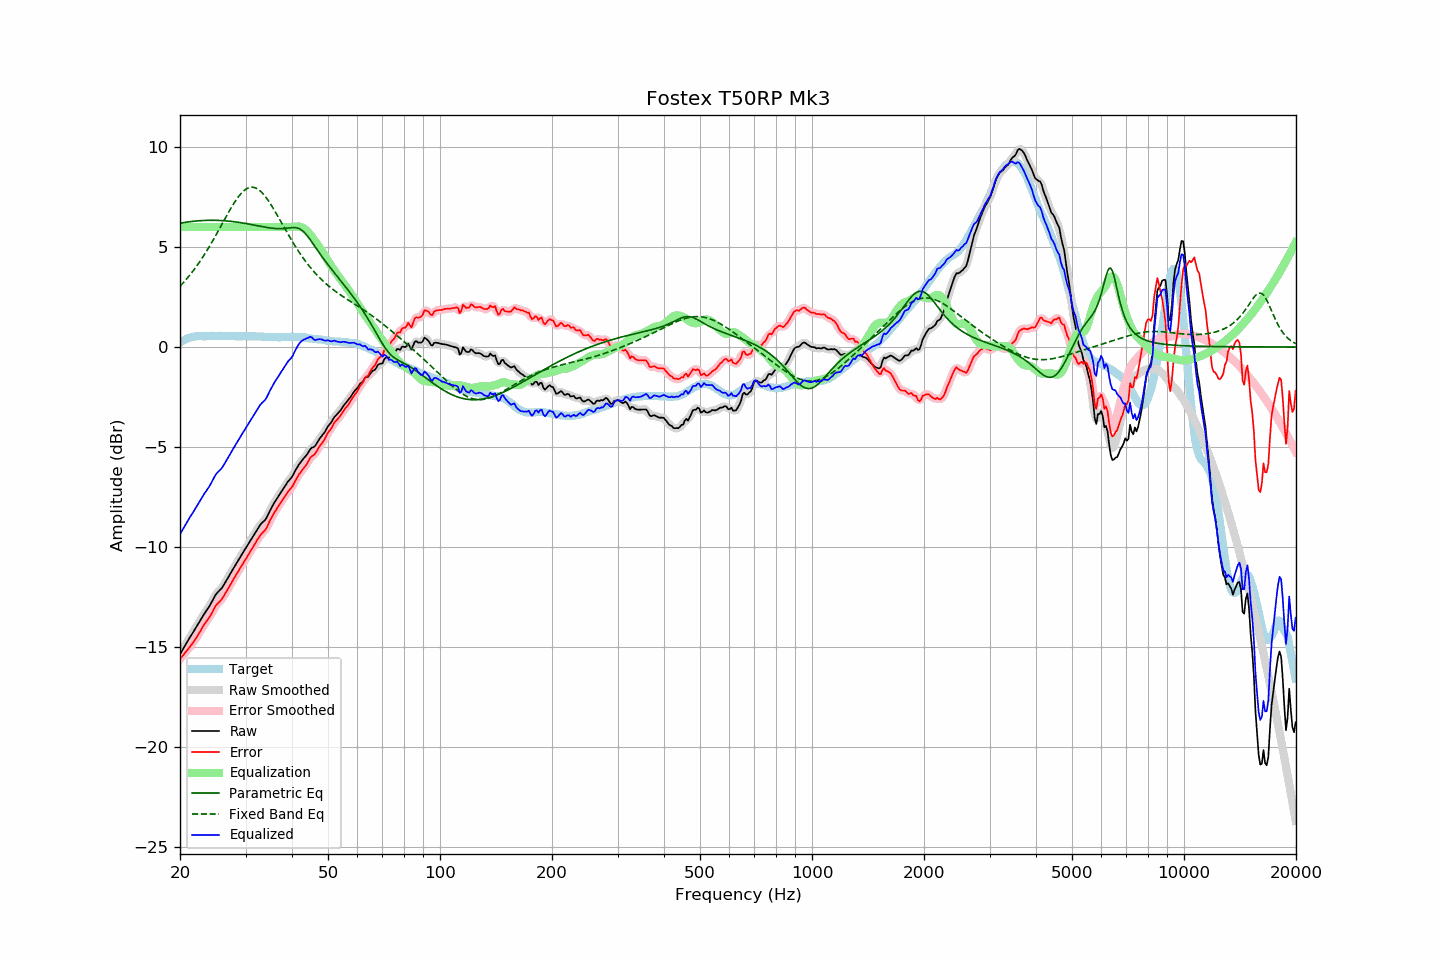 Fostex T50RP Mk3
Amplitude (dBr)
10
5
0
−5
−10
−15
−20
−25
Target
Raw Smoothed
Error Smoothed
Raw
Error
Equalization
Parametric Eq
Fixed Band Eq
Equalized
20 50 100 200 500 1000 2000 5000 10000 20000
Frequency (Hz)